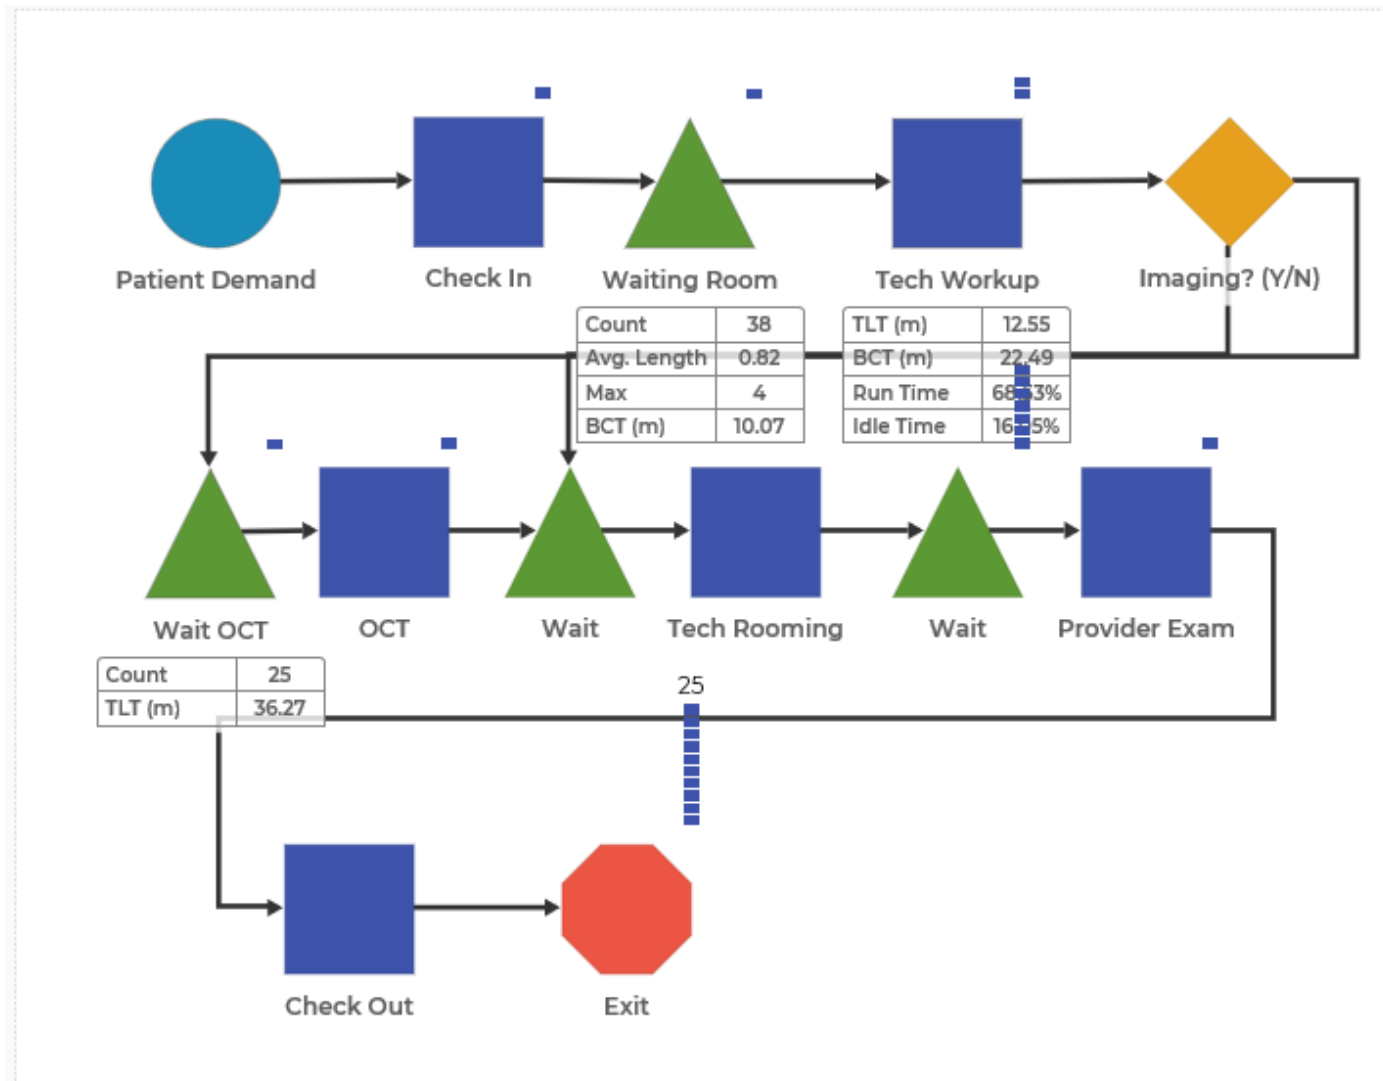 Patient Demand
Check In
Waiting Room
Tech Workup
Imaging? (Y/N)
Count 38
Avg. Length 0.82
Max 4
BCT (m) 10.07
TLT (m) 12.55
BCT (m) 22.49
Run Time
Idle Time
Wait OCT
OCT
Wait
Tech Rooming
Wait
Provider Exam
Count 25
TLT (m) 36.27
25
Check Out
Exit